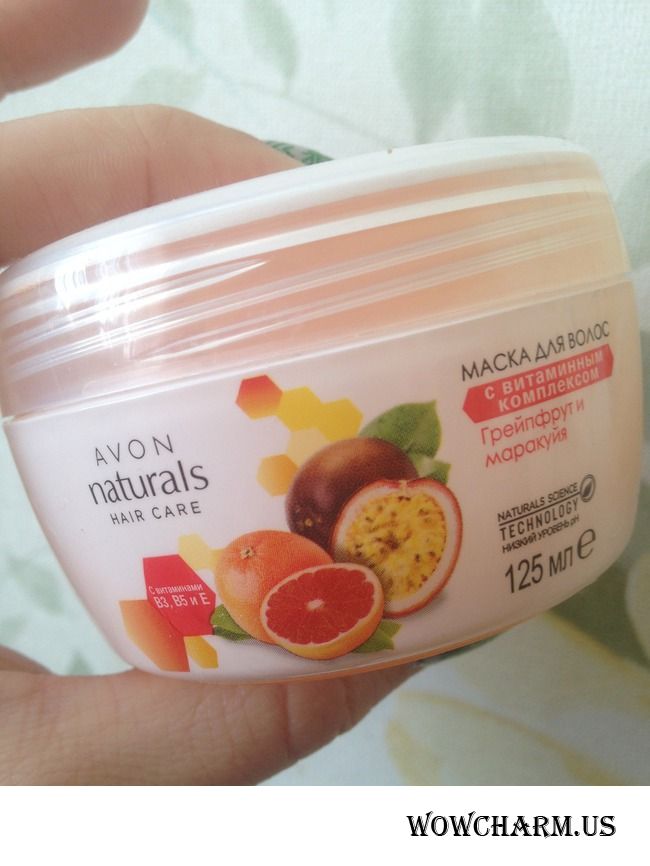 AVON
naturals
HAIR CARE
С витаминами
B3, B5 и E
МАСКА ДЛЯ ВОЛОС
С ВИТАМИННЫМ
КОМПЛЕКСОМ
Грейпфрут и
маракуйя
NATURALS SCIENCE
TECHNOLOGY
НИЗКИЙ УРОВЕНЬ pH
125 МЛ e
WOWCHARM.US